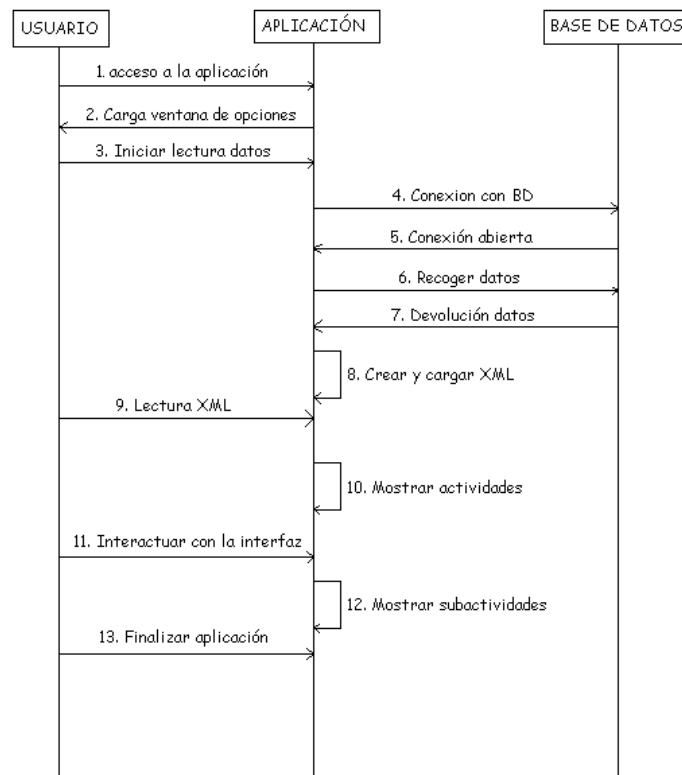 USUARIO
APLICACIÓN
BASE DE DATOS
1. acceso a la aplicación
2. Carga ventana de opciones
3. Iniciar lectura datos
4. Conexion con BD
5. Conexión abierta
6. Recoger datos
7. Devolución datos
8. Crear y cargar XML
9. Lectura XML
10. Mostrar actividades
11. Interactuar con la interfaz
12. Mostrar subactividades
13. Finalizar aplicación